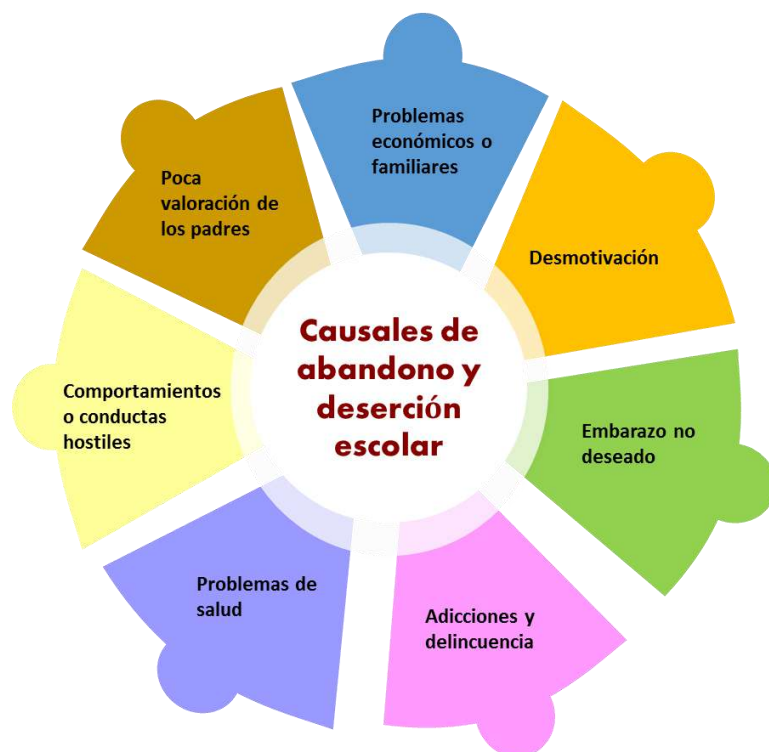 Causales de
abandono y
deserción
escolar
Problemas
económicos o
familiares
Desmotivación
Embarazo no
deseado
Adicciones y
delincuencia
Problemas de
salud
Comportamientos
o conductas
hostiles
Poca
valoración de
los padres